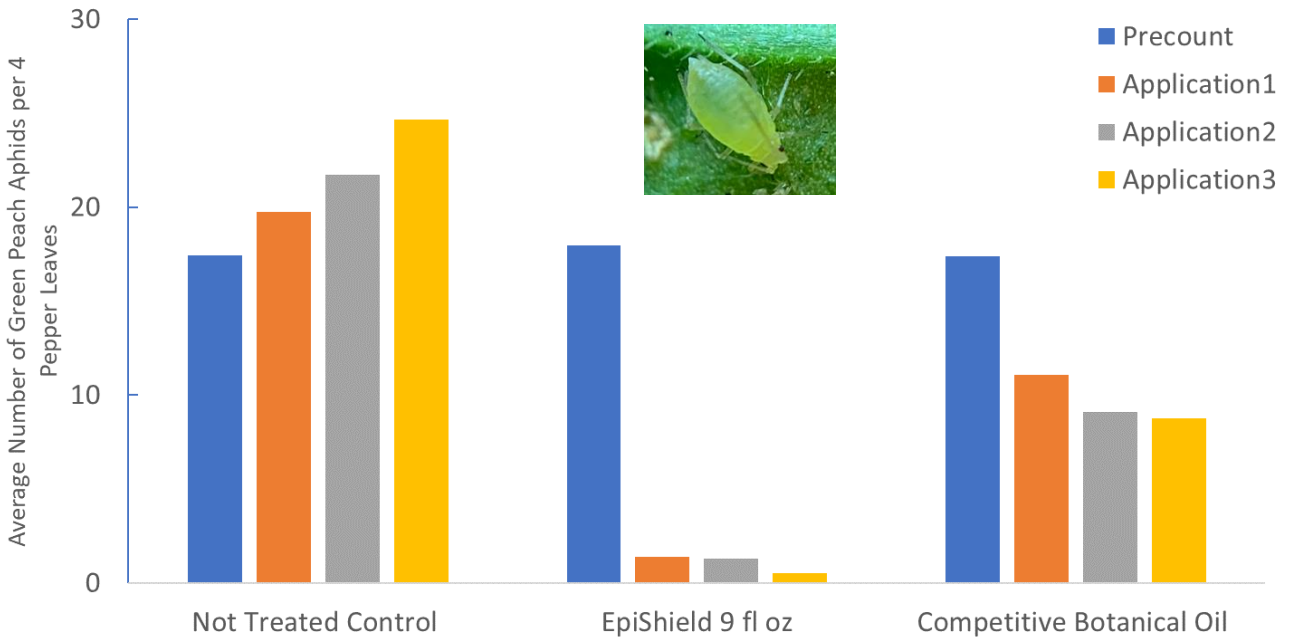 Average Number of Green Peach Aphids per 4
Pepper Leaves
30
20
10
0
Precount
Application1
Application2
Application3
Not Treated Control
EpiShield 9 fl oz
Competitive Botanical Oil